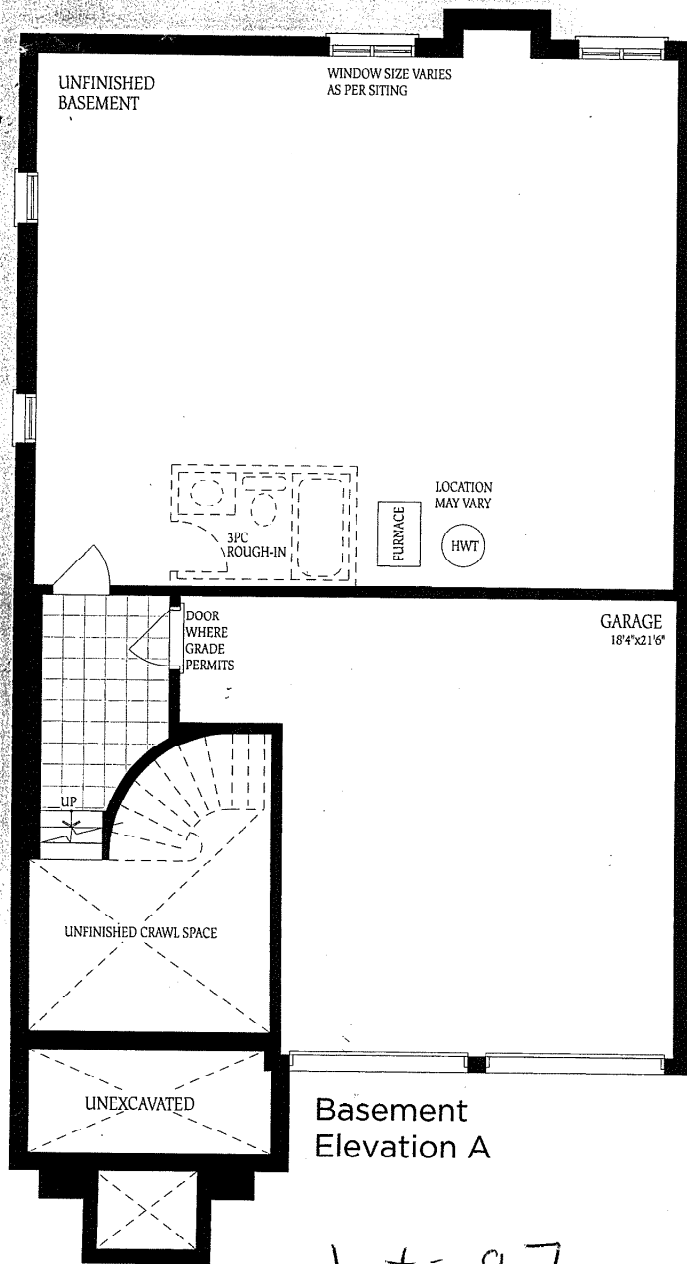 UNFINISHED
BASEMENT
WINDOW SIZE VARIES
AS PER SITING
LOCATION
MAY VARY
3PC
ROUGH-IN
FURNACE
HWT
DOOR
WHERE
GRADE
PERMITS
GARAGE
18'4"x21'6"
UP
UNFINISHED CRAWL SPACE
UNEXCAVATED
Basement
Elevation A